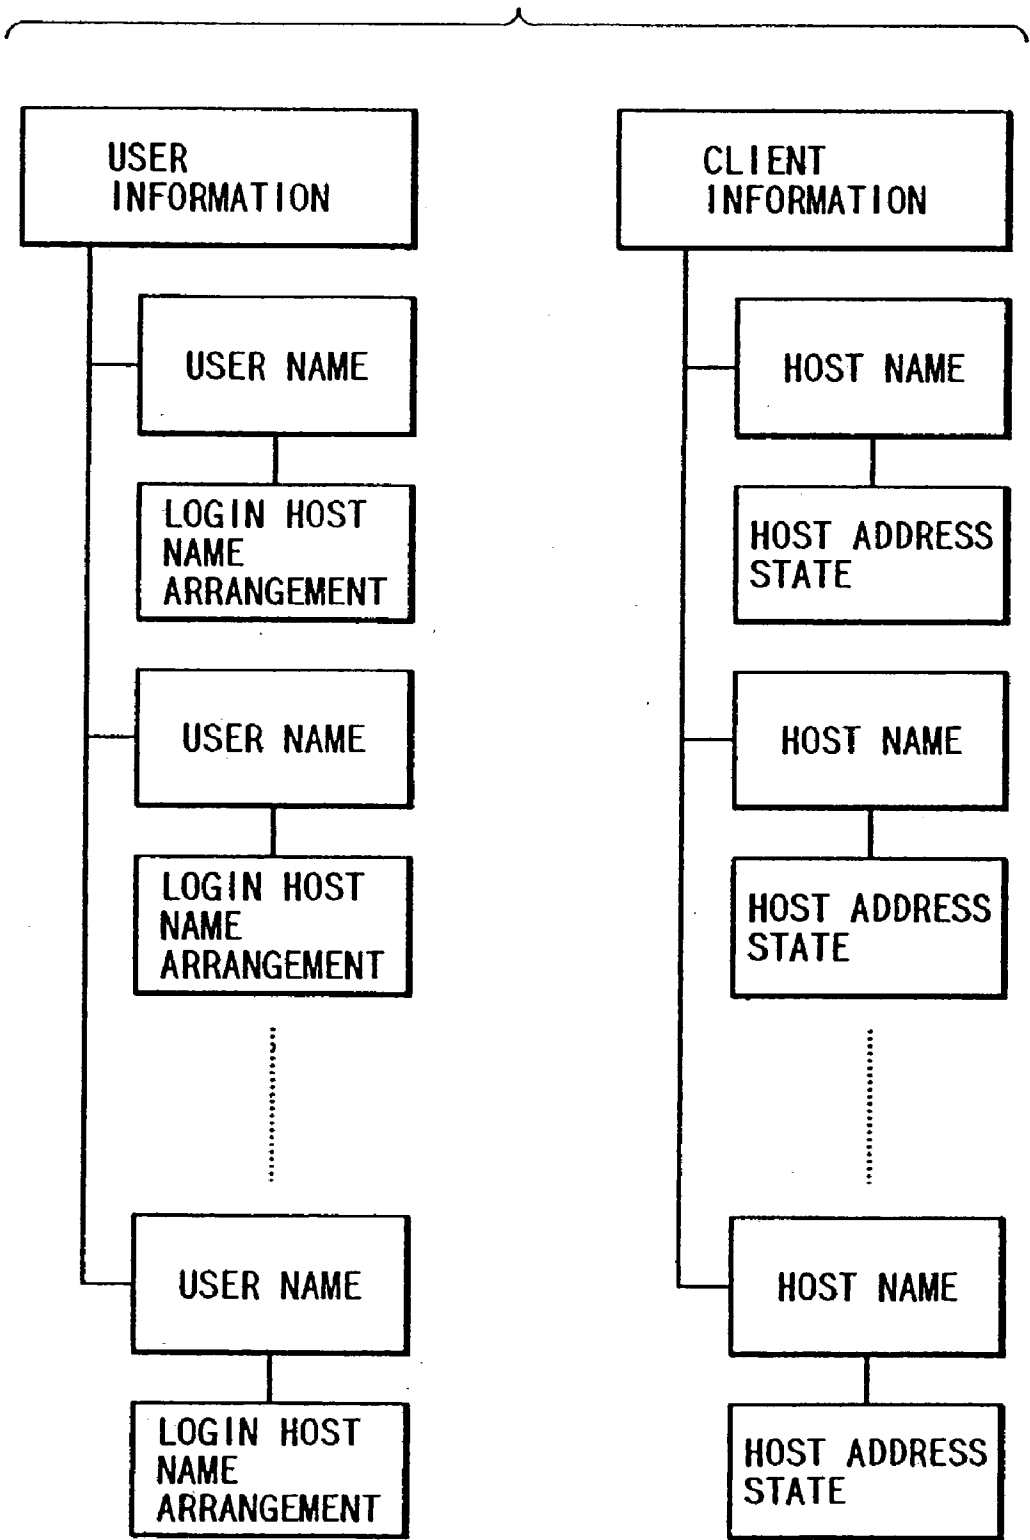 USER
INFORMATION
USER NAME
LOGIN HOST
NAME
ARRANGEMENT
USER NAME
LOGIN HOST
NAME
ARRANGEMENT
USER NAME
LOGIN HOST
NAME
ARRANGEMENT
CLIENT
INFORMATION
HOST NAME
HOST ADDRESS
STATE
HOST NAME
HOST ADDRESS
STATE
HOST NAME
HOST ADDRESS
STATE